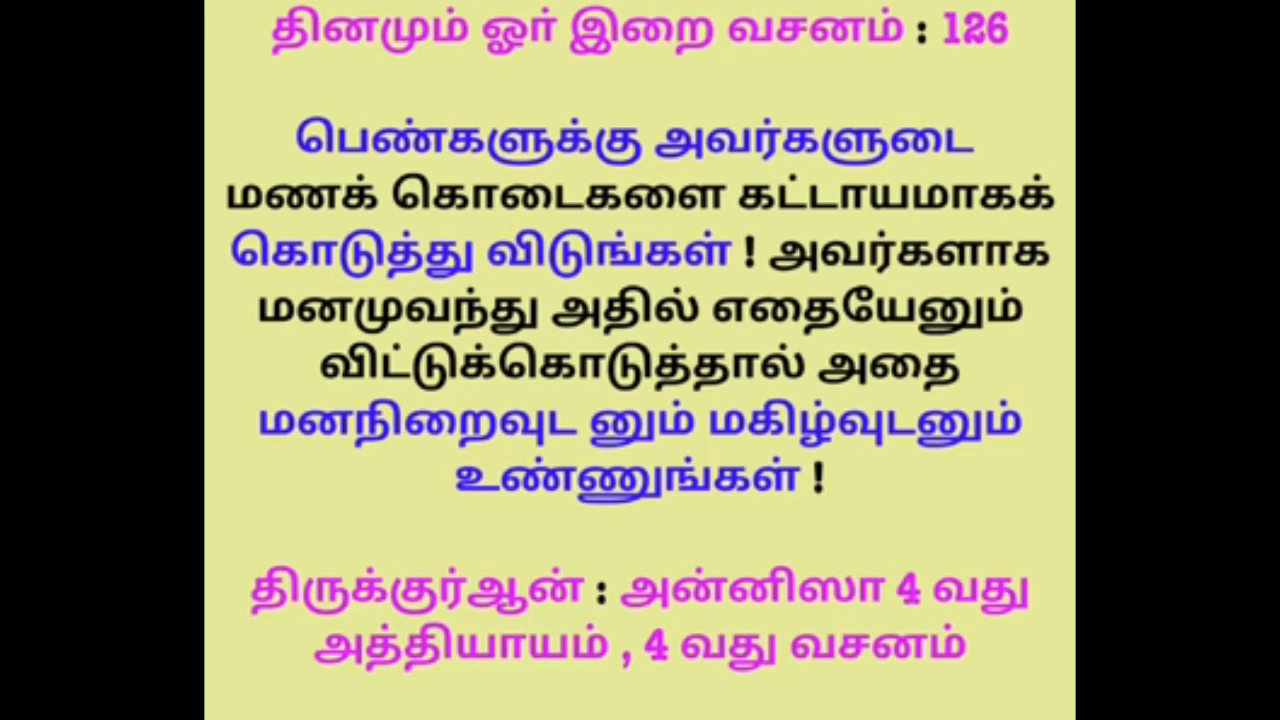 தினமும் ஓர் இறை வசனம் : 126
பெண்களுக்கு அவர்களுடை
மணக் கொடைகளை கட்டாயமாகக்
கொடுத்து விடுங்கள் ! அவர்களாக
மனமுவந்து அதில் எதையேனும்
விட்டுக்கொடுத்தால் அதை
மனநிறைவுட னும் மகிழ்வுடனும்
உண்ணுங்கள் !
திருக்குர்ஆன் : அன்னிஸா 4 வது
அத்தியாயம் , 4 வது வசனம்